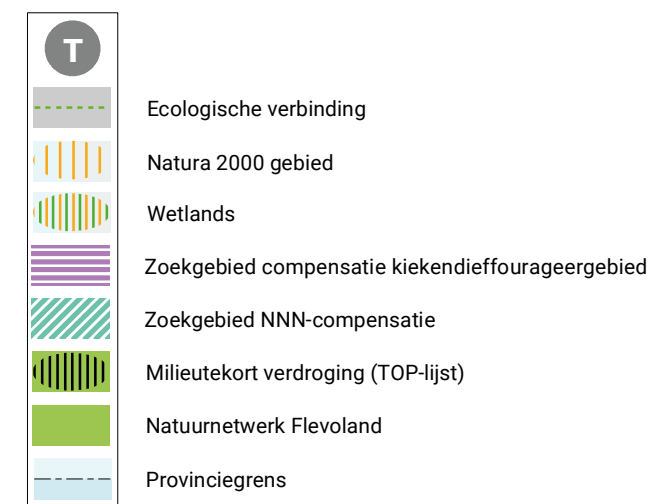 T
Ecologische verbinding
Natura 2000 gebied
Wetlands
Zoekgebied compensatie kiekendieffourageergebied
Zoekgebied NNN-compensatie
Milieutekort verdroging (TOP-lijst)
Natuurnetwerk Flevoland
Provinciegrens